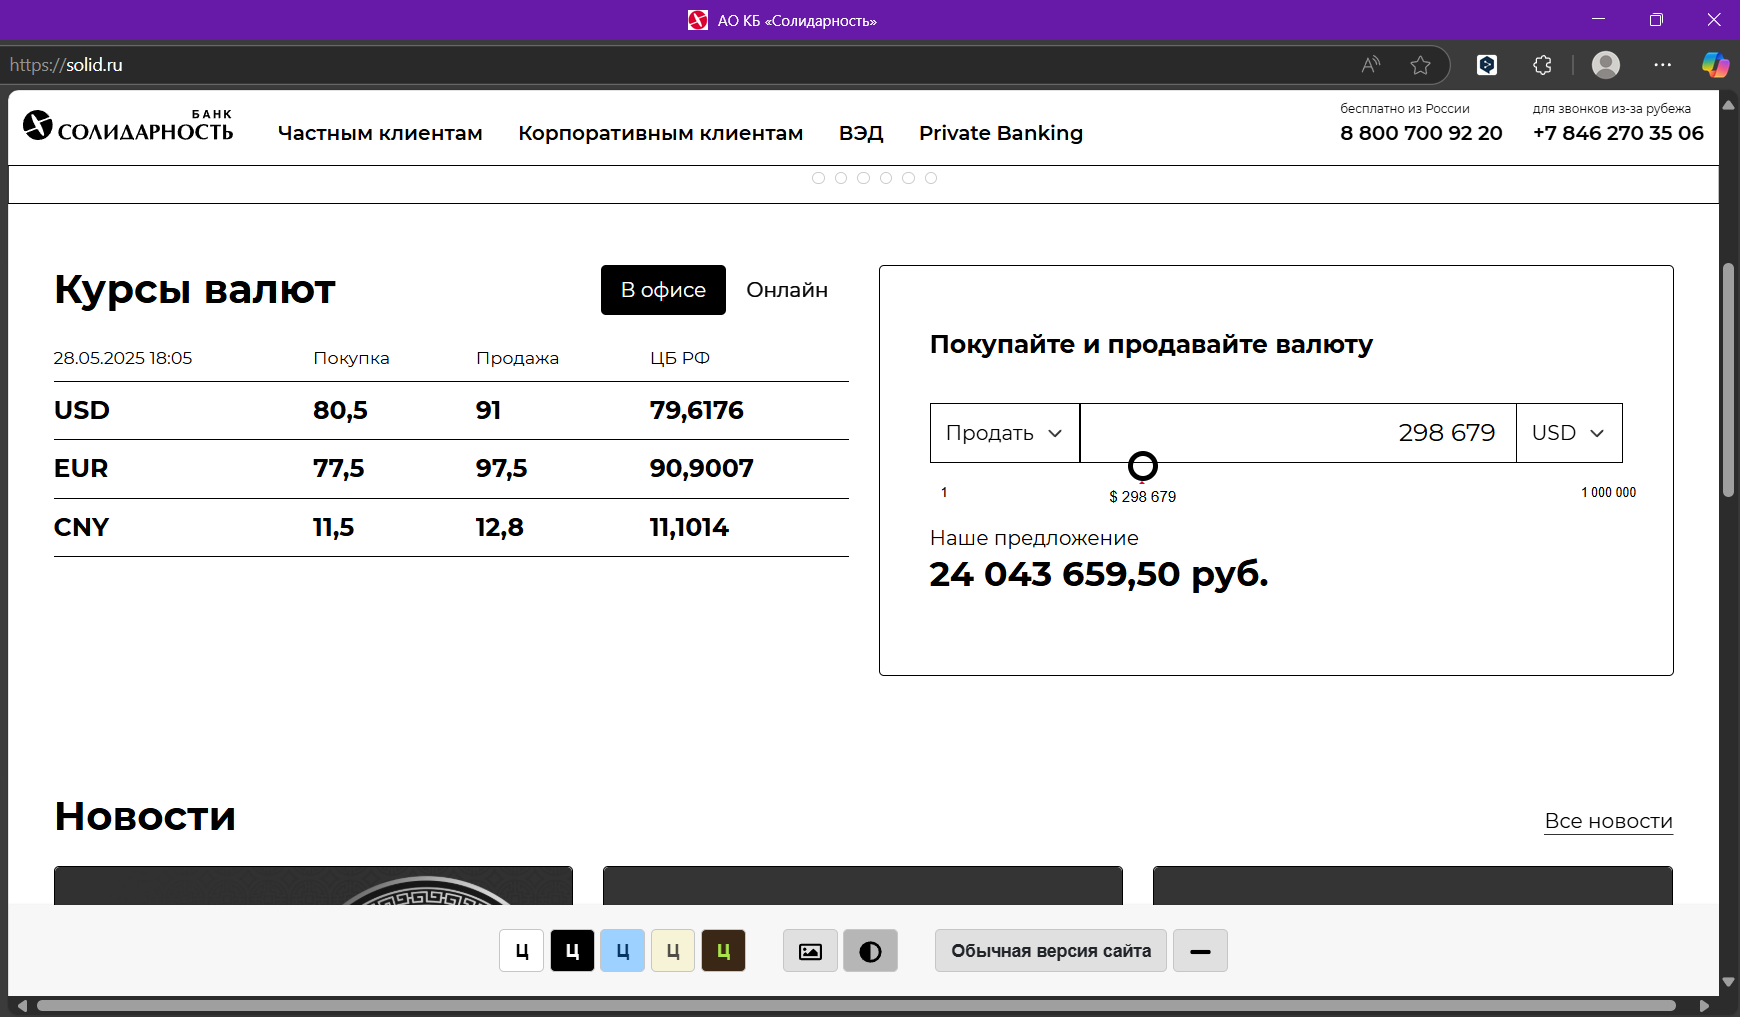 АО КБ «Солидарность»
https://solid.ru
БАНК
СОЛИДАРНОСТЬ
Частным клиентам
Корпоративным клиентам
ВЭД
Private Banking
бесплатно из России
8 800 700 92 20
для звонков из-за рубежа
+7 846 270 35 06
Курсы валют
В офисе
Онлайн
28.05.2025 18:05 Покупка Продажа ЦБ РФ
USD 80,5 91 79,6176
EUR 77,5 97,5 90,9007
CNY 11,5 12,8 11,1014
Покупайте и продавайте валюту
Продать 298 679 USD
1 $ 298 679 1 000 000
Наше предложение
24 043 659,50 руб.
Новости
Все новости
Ц Ц Ц Ц Ц
Обычная версия сайта